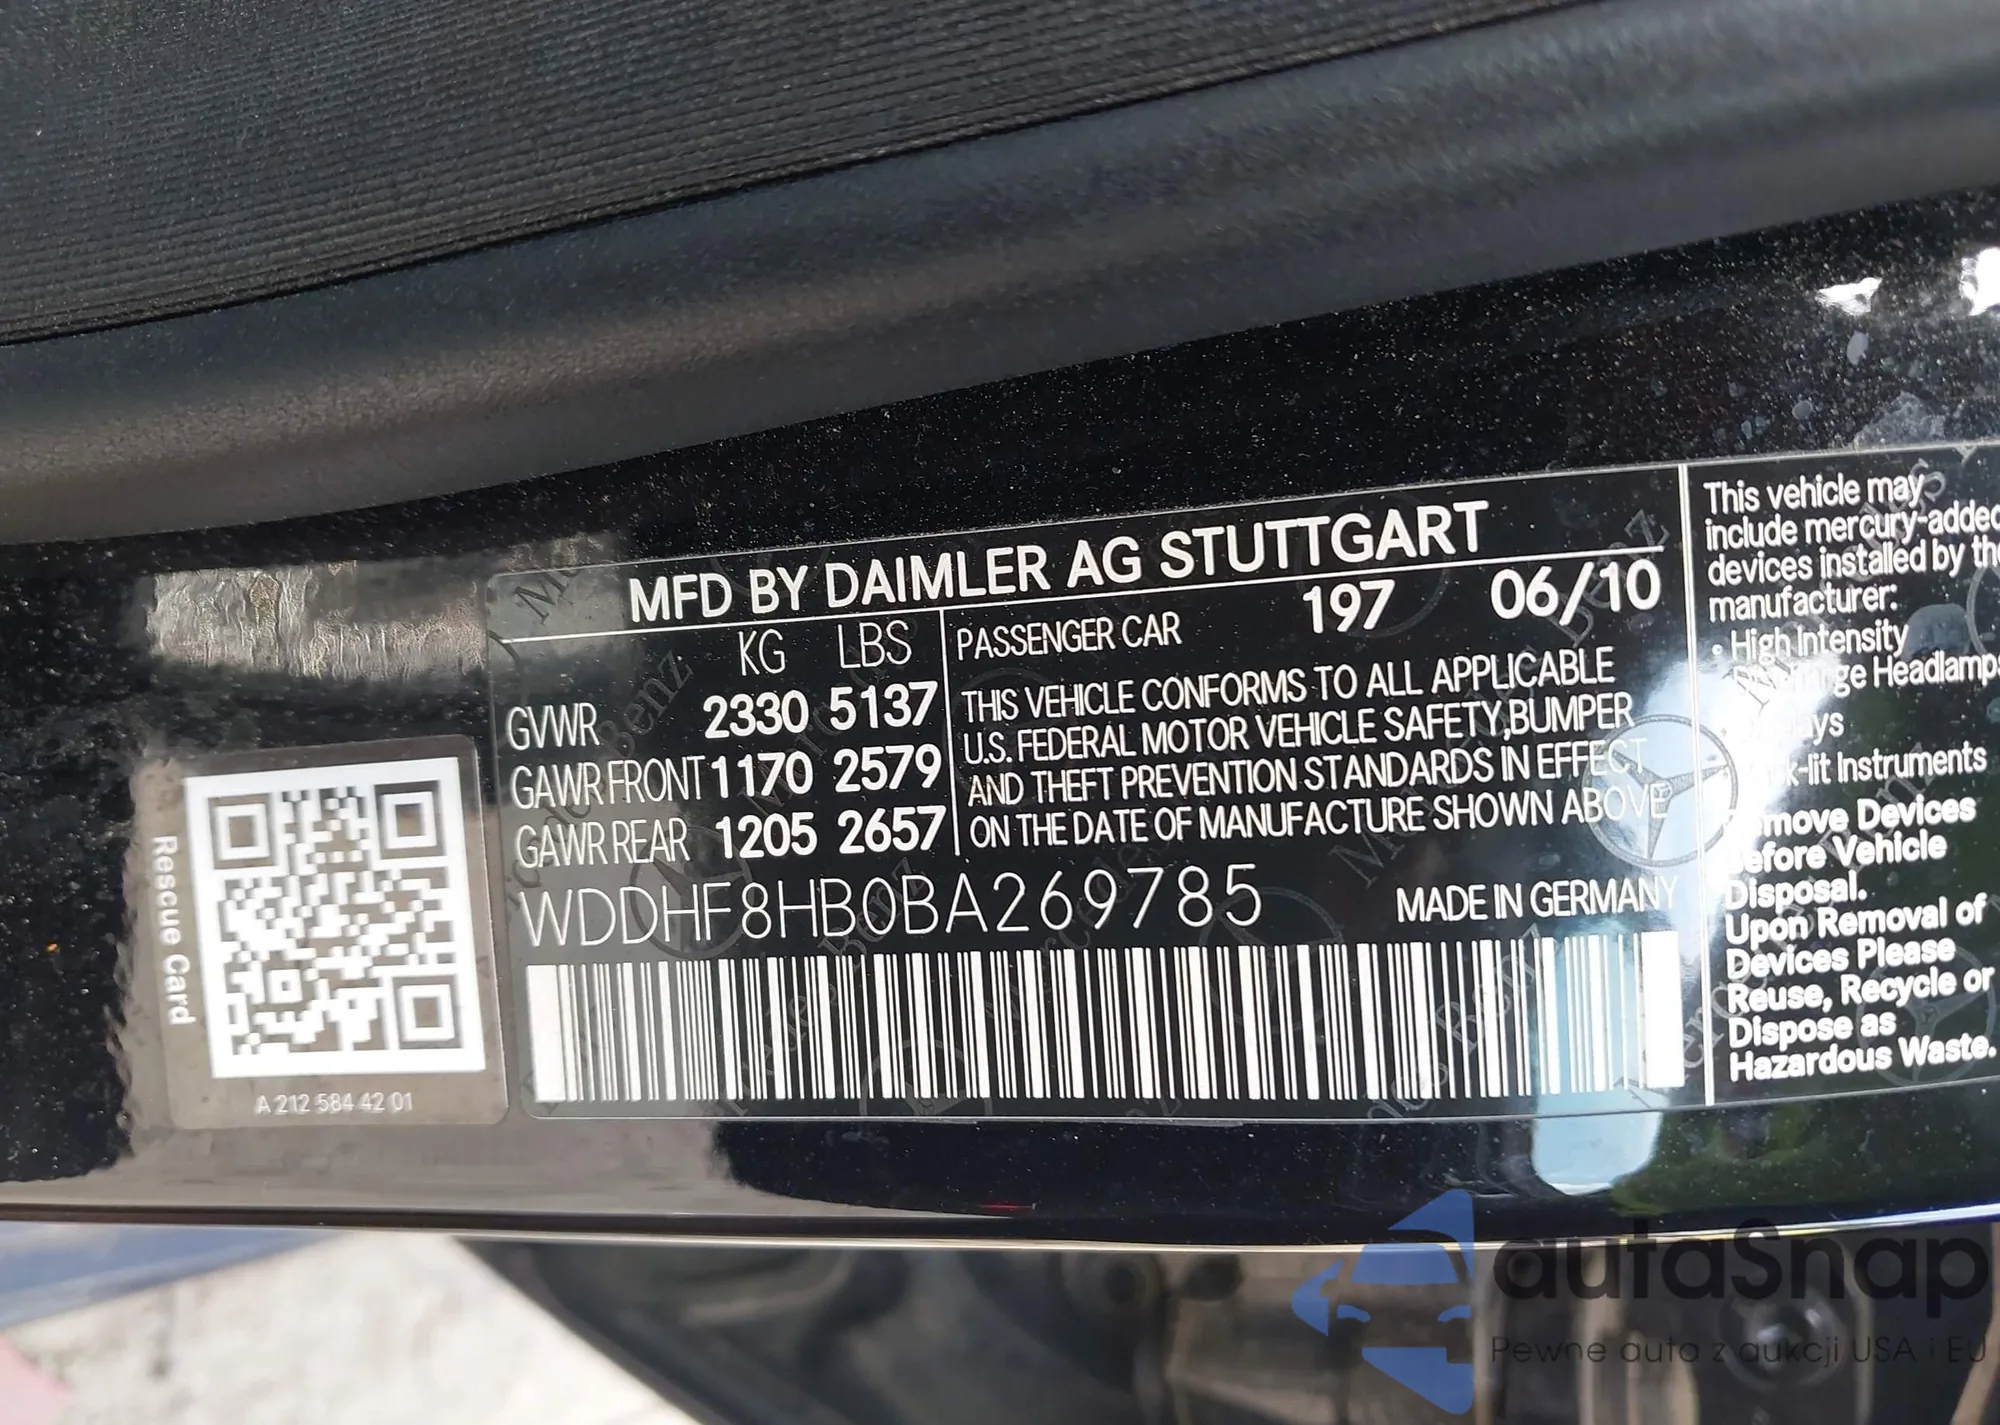 MFD BY DAIMLER AG STUTTGART
KG LBS
GVWR 2330 5137
GAWR FRONT 1170 2579
GAWR REAR 1205 2657
PASSENGER CAR 197 06/10
THIS VEHICLE CONFORMS TO ALL APPLICABLE
U.S. FEDERAL MOTOR VEHICLE SAFETY,BUMPER
AND THEFT PREVENTION STANDARDS IN EFFECT
ON THE DATE OF MANUFACTURE SHOWN ABOVE
WDDHF8HB0BA269785
MADE IN GERMANY
This vehicle may
include mercury-added
devices installed by the
manufacturer:
• High Intensity
Headlamps
Instruments
Devices
Vehicle
Disposal.
Upon Removal of
Devices Please
Reuse, Recycle or
Dispose as
Hazardous Waste.
Rescue Card
A 212 584 42 01
autoSnap
Pewne auta z aukcji USA i EU